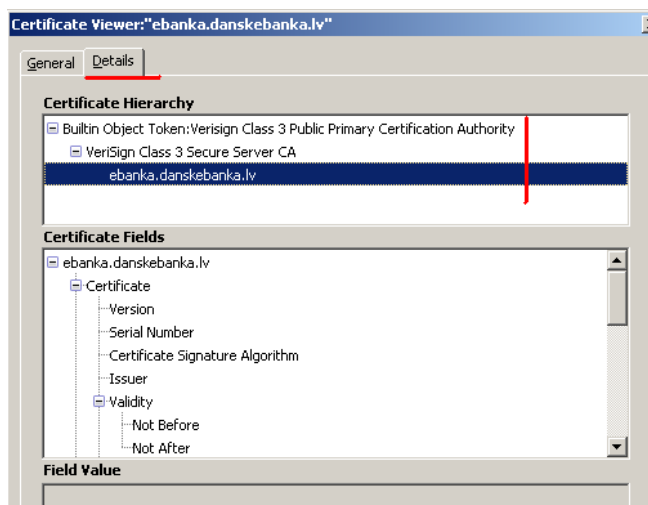 Certificate Viewer:"ebanka.danskebanka.lv"
General Details
Certificate Hierarchy
Builtin Object Token:Verisign Class 3 Public Primary Certification Authority
VeriSign Class 3 Secure Server CA
ebanka.danskebanka.lv
Certificate Fields
ebanka.danskebanka.lv
Certificate
Version
Serial Number
Certificate Signature Algorithm
Issuer
Validity
Not Before
Not After
Field Value